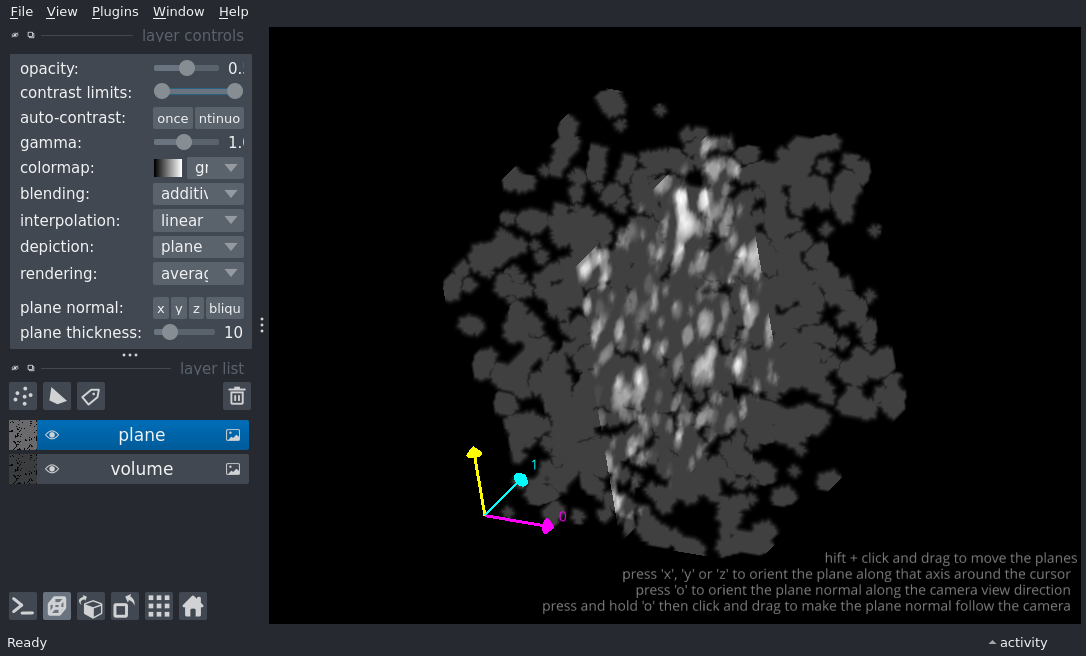 File View Plugins Window Help
layer controls
opacity: 0.
contrast limits:
auto-contrast: once ntinuo
gamma: 1.
colormap: gr
blending: additiv
interpolation: linear
depiction: plane
rendering: averag
plane normal: x y z bliqu
plane thickness: 10
layer list
plane
volume
1
0
hift + click and drag to move the planes
press 'x', 'y' or 'z' to orient the plane along that axis around the cursor
press 'o' to orient the plane normal along the camera view direction
press and hold 'o' then click and drag to make the plane normal follow the camera
Ready
activity